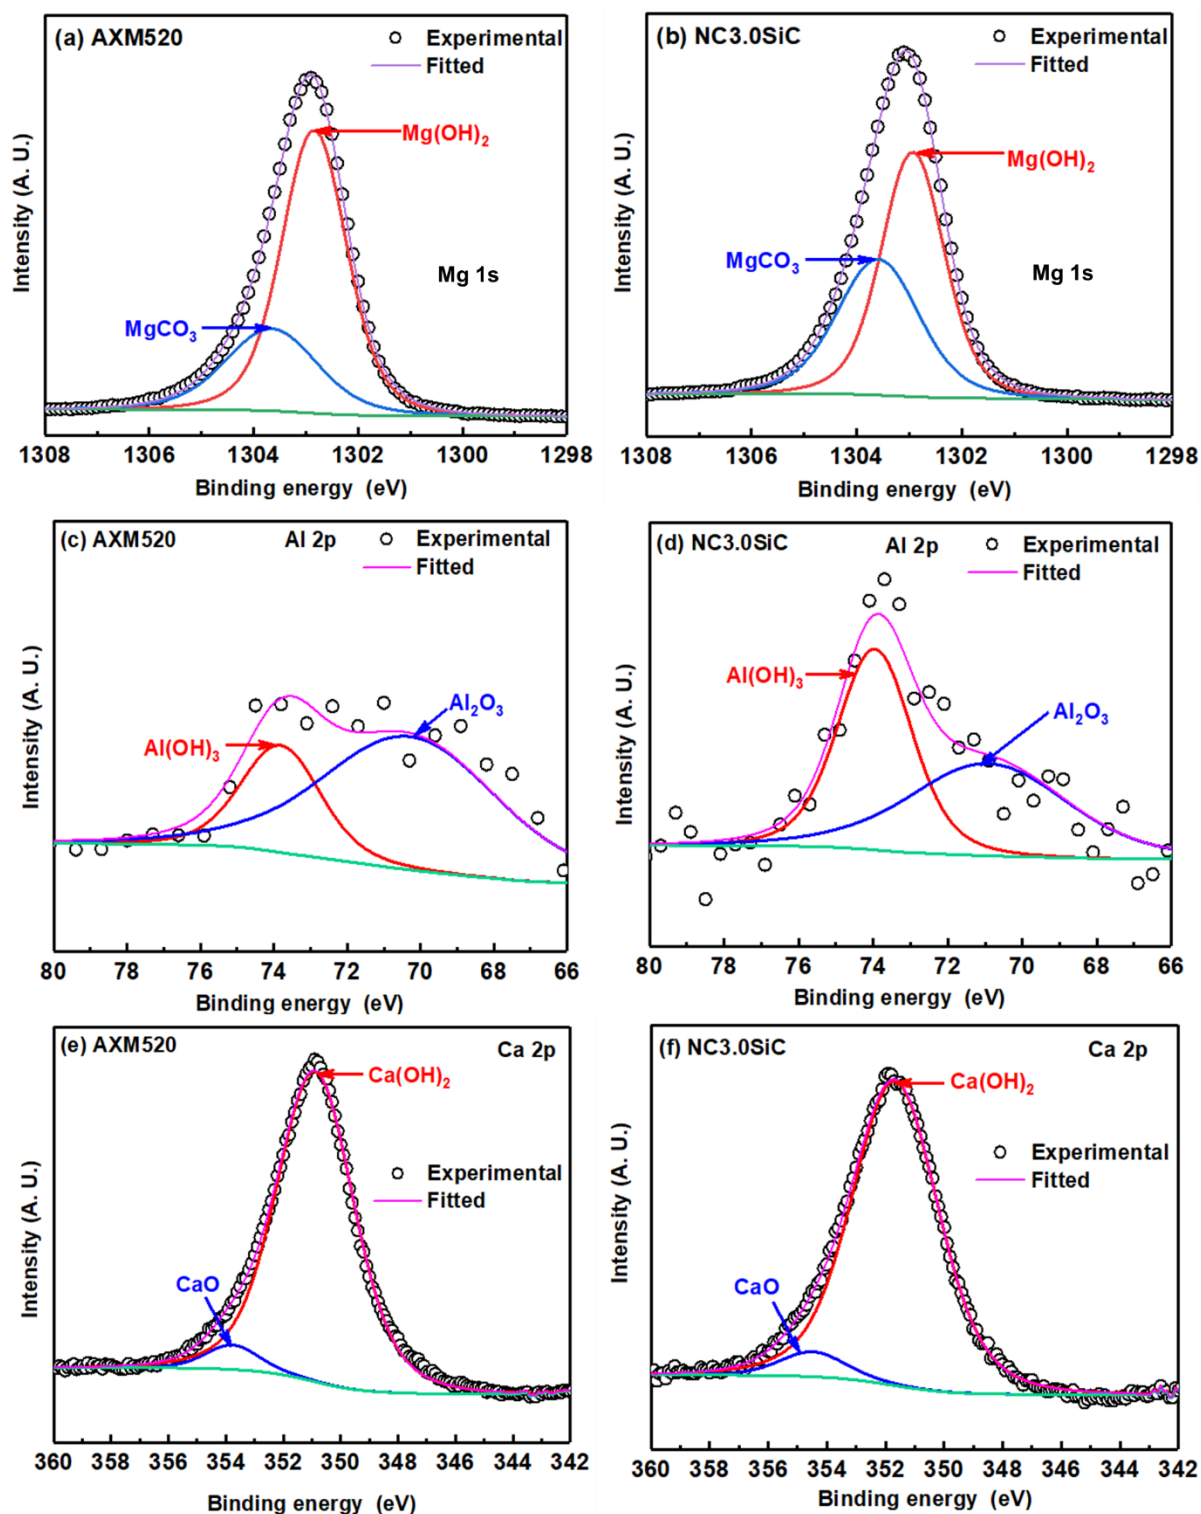 (a) AXM520
Experimental
Fitted
Mg(OH)₂
MgCO₃
Mg 1s
Intensity (A. U.)
1308 1306 1304 1302 1300 1298
Binding energy (eV)
(b) NC3.0SiC
Experimental
Fitted
Mg(OH)₂
MgCO₃
Mg 1s
Intensity (A. U.)
1308 1306 1304 1302 1300 1298
Binding energy (eV)
(c) AXM520
Al 2p
Experimental
Fitted
Al₂O₃
Al(OH)₃
Intensity (A. U.)
80 78 76 74 72 70 68 66
Binding energy (eV)
(d) NC3.0SiC
Al 2p
Experimental
Fitted
Al(OH)₃
Al₂O₃
Intensity (A. U.)
80 78 76 74 72 70 68 66
Binding energy (eV)
(e) AXM520
Ca 2p
Ca(OH)₂
Experimental
Fitted
CaO
Intensity (A. U.)
360 358 356 354 352 350 348 346 344 342
Binding energy (eV)
(f) NC3.0SiC
Ca 2p
Ca(OH)₂
Experimental
Fitted
CaO
Intensity (A. U.)
360 358 356 354 352 350 348 346 344 342
Binding energy (eV)